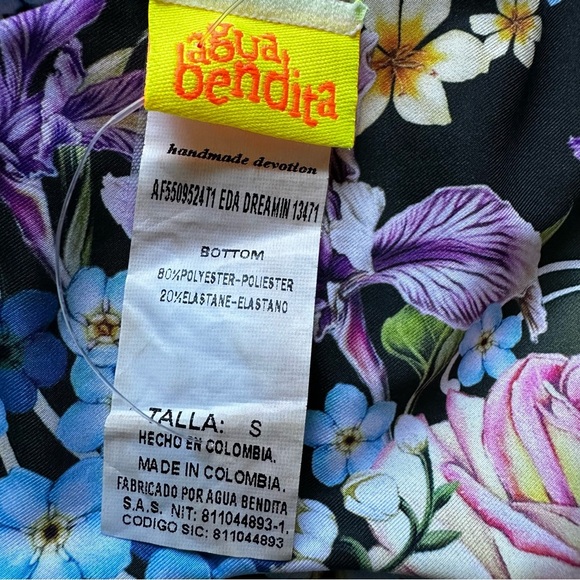 agua
bendita
handmade devotion
AF5509524T1 EDA DREAMIN 13471
BOTTOM
80%POLYESTER-POLIESTER
20%ELASTANE-ELASTANO
TALLA: S
HECHO EN COLOMBIA.
MADE IN COLOMBIA.
FABRICADO POR AGUA BENDITA
S.A.S. NIT: 811044893-1.
CODIGO SIC: 811044893